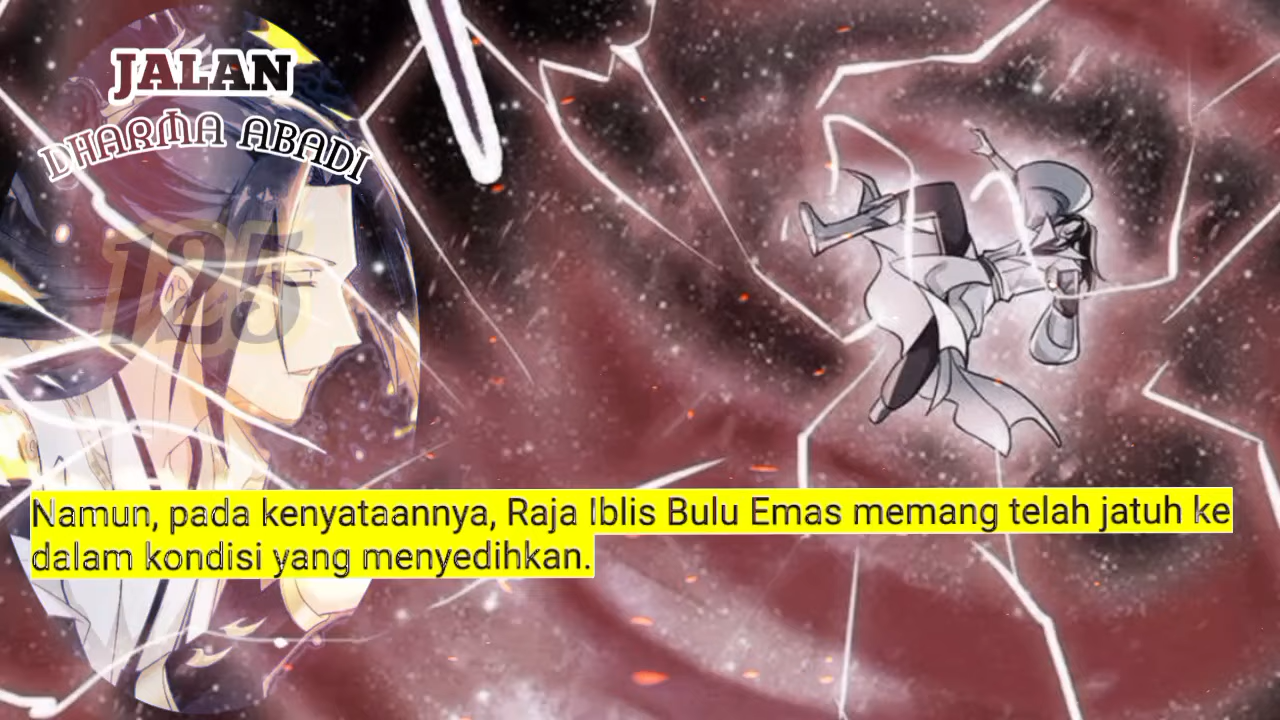 JALAN
DHARMA ABADI
125
Namun, pada kenyataannya, Raja Iblis Bulu Emas memang telah jatuh ke
dalam kondisi yang menyedihkan.